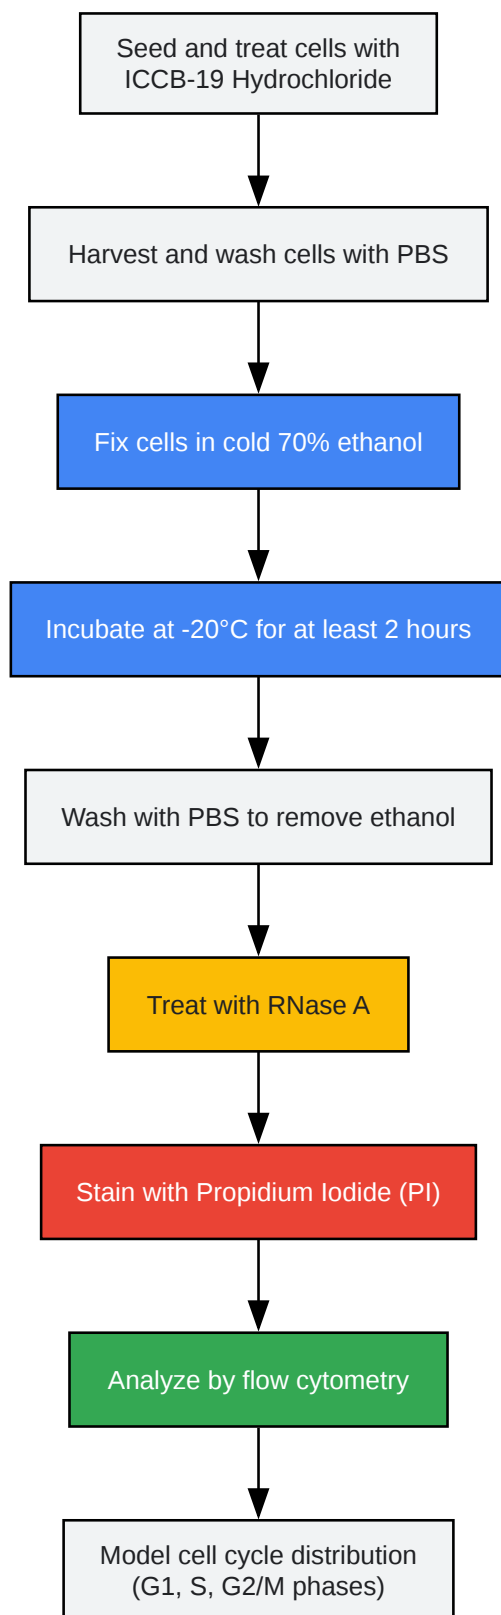 Seed and treat cells with
ICCB-19 Hydrochloride
Harvest and wash cells with PBS
Fix cells in cold 70% ethanol
Incubate at -20°C for at least 2 hours
Wash with PBS to remove ethanol
Treat with RNase A
Stain with Propidium Iodide (PI)
Analyze by flow cytometry
Model cell cycle distribution
(G1, S, G2/M phases)